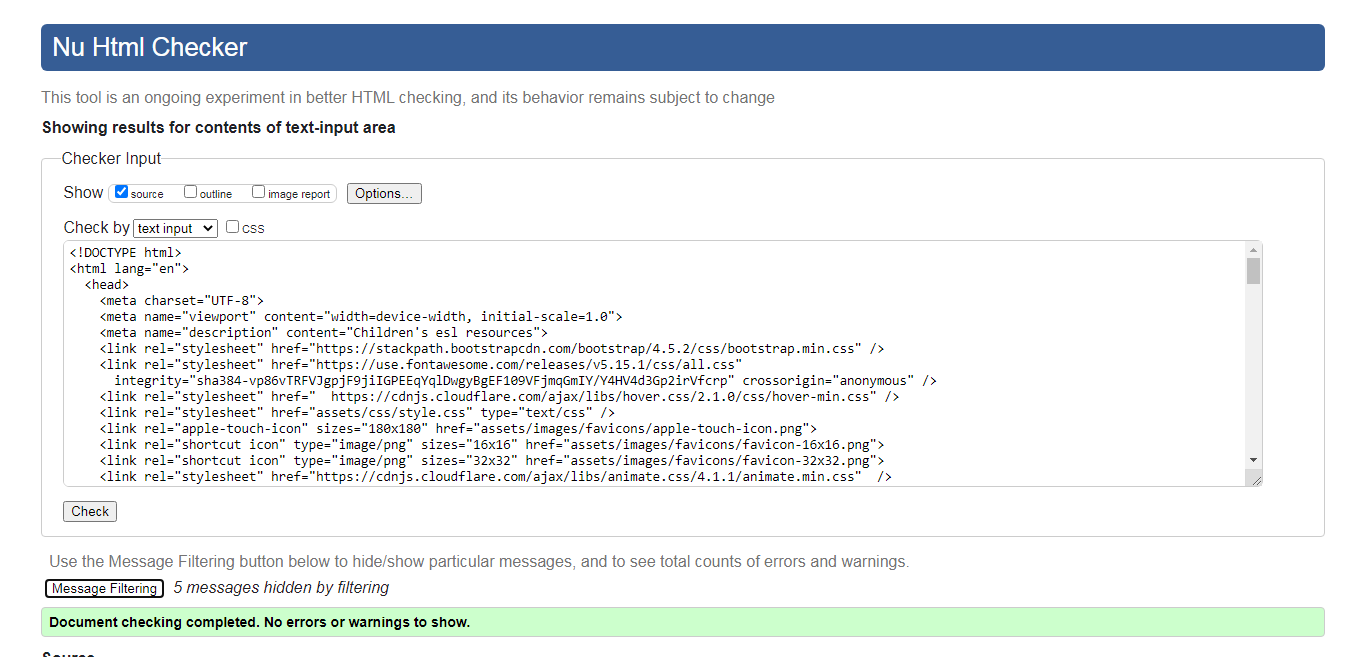 Nu Html Checker
This tool is an ongoing experiment in better HTML checking, and its behavior remains subject to change
Showing results for contents of text-input area
Checker Input
Show source outline image report Options...
Check by text input css
<!DOCTYPE html>
<html lang="en">
<head>
<meta charset="UTF-8">
<meta name="viewport" content="width=device-width, initial-scale=1.0">
<meta name="description" content="Children's esl resources">
<link rel="stylesheet" href="https://stackpath.bootstrapcdn.com/bootstrap/4.5.2/css/bootstrap.min.css" />
<link rel="stylesheet" href="https://use.fontawesome.com/releases/v5.15.1/css/all.css"
integrity="sha384-vp86vTRFVJgpjF9jiIGPEEqYqlDwgyBgEF109VFjmqGmIY/Y4HV4d3Gp2irVfcrp" crossorigin="anonymous" />
<link rel="stylesheet" href="  https://cdnjs.cloudflare.com/ajax/libs/hover.css/2.1.0/css/hover-min.css" />
<link rel="stylesheet" href="assets/css/style.css" type="text/css" />
<link rel="apple-touch-icon" sizes="180x180" href="assets/images/favicons/apple-touch-icon.png">
<link rel="shortcut icon" type="image/png" sizes="16x16" href="assets/images/favicons/favicon-16x16.png">
<link rel="shortcut icon" type="image/png" sizes="32x32" href="assets/images/favicons/favicon-32x32.png">
<link rel="stylesheet" href="https://cdnjs.cloudflare.com/ajax/libs/animate.css/4.1.1/animate.min.css"  />
Check
Use the Message Filtering button below to hide/show particular messages, and to see total counts of errors and warnings.
Message Filtering 5 messages hidden by filtering
Document checking completed. No errors or warnings to show.
Source